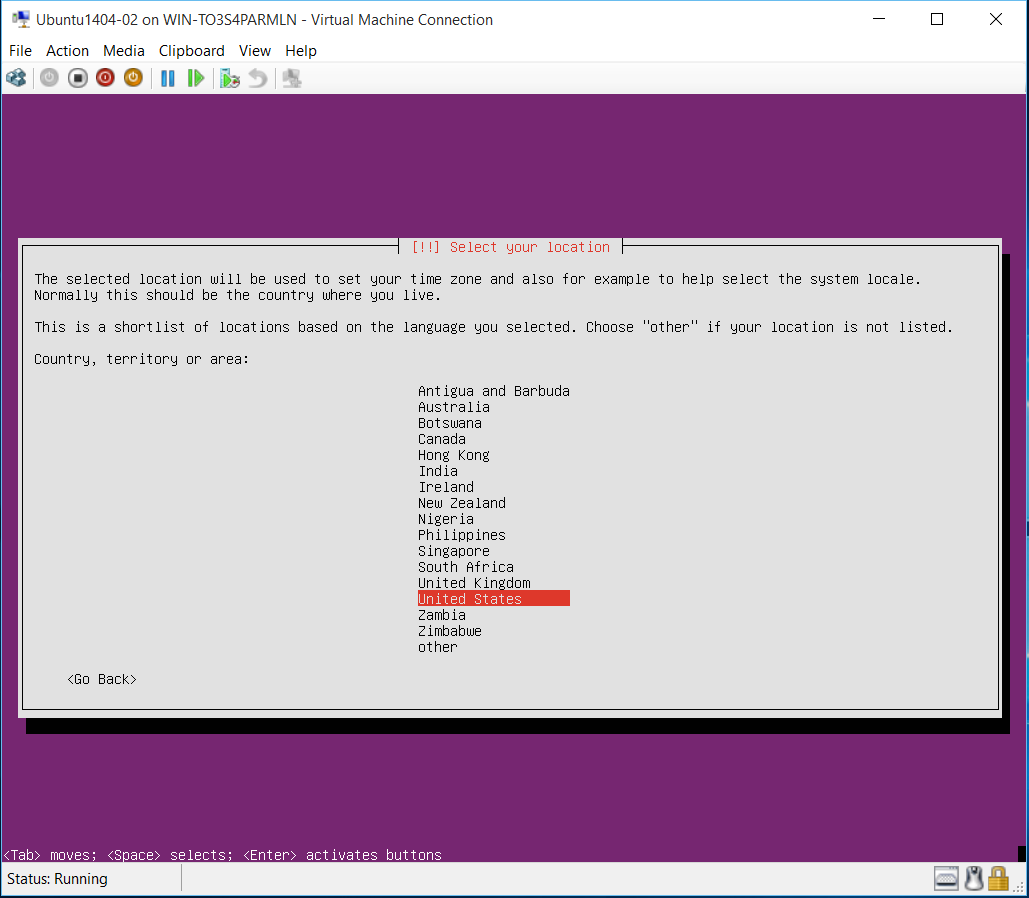 Ubuntu1404-02 on WIN-TO3S4PARMLN - Virtual Machine Connection
File Action Media Clipboard View Help
[!!] Select your location
The selected location will be used to set your time zone and also for example to help select the system locale.
Normally this should be the country where you live.
This is a shortlist of locations based on the language you selected. Choose "other" if your location is not listed.
Country, territory or area:
Antigua and Barbuda
Australia
Botswana
Canada
Hong Kong
India
Ireland
New Zealand
Nigeria
Philippines
Singapore
South Africa
United Kingdom
United States
Zambia
Zimbabwe
other
<Go Back>
<Tab> moves; <Space> selects; <Enter> activates buttons
Status: Running